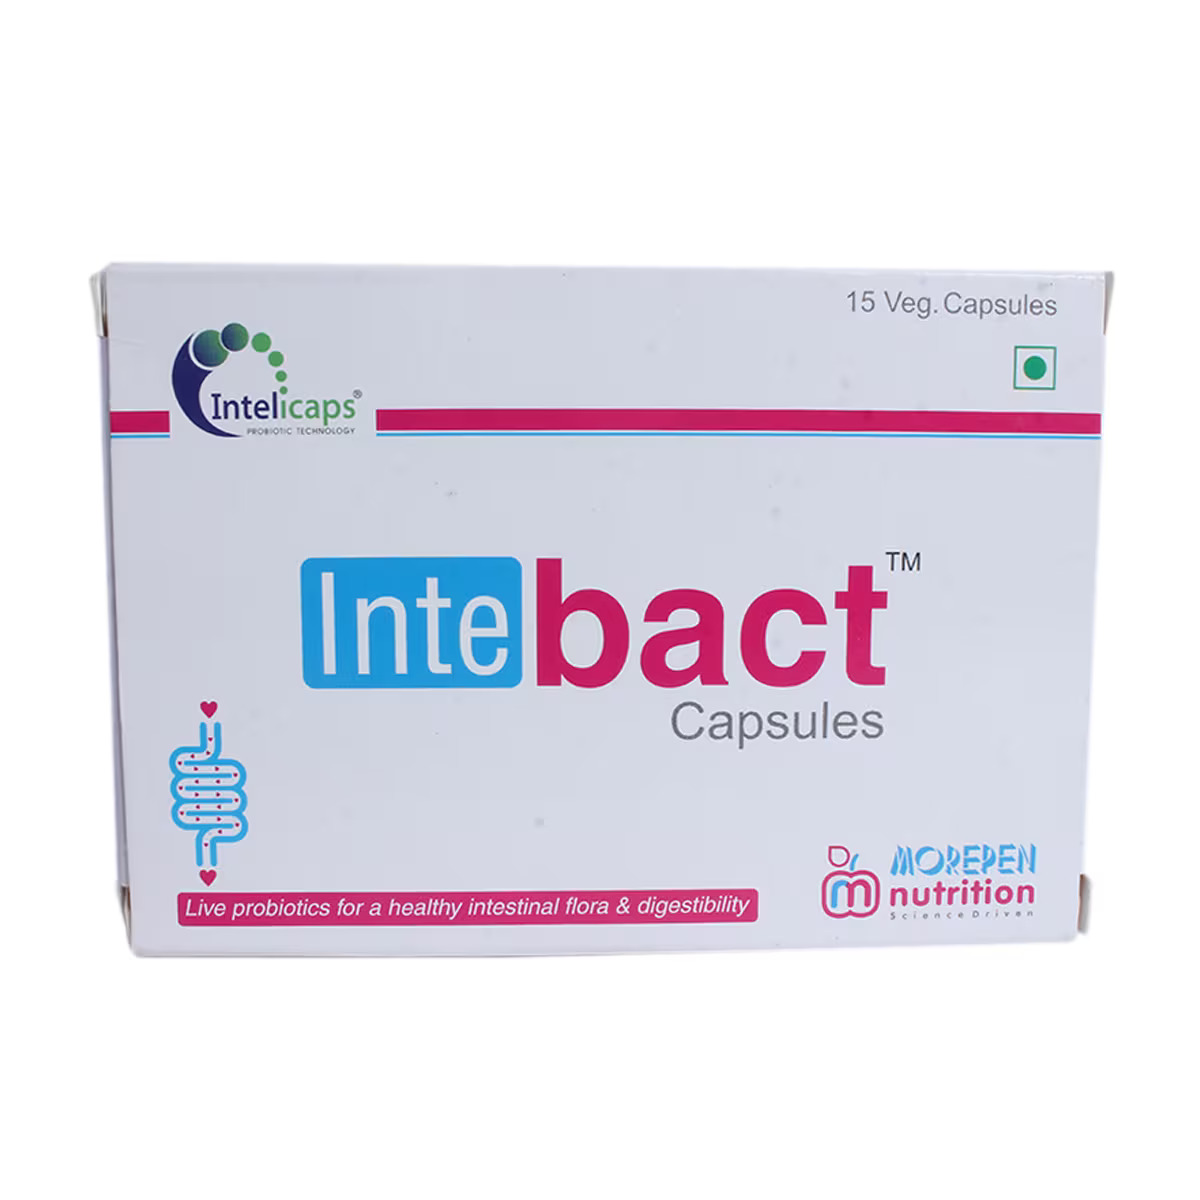 15 Veg. Capsules
Intelicaps®
PROBIOTIC TECHNOLOGY
Intebact™
Capsules
MOREPEN
nutrition
Science Driven
Live probiotics for a healthy intestinal flora & digestibility